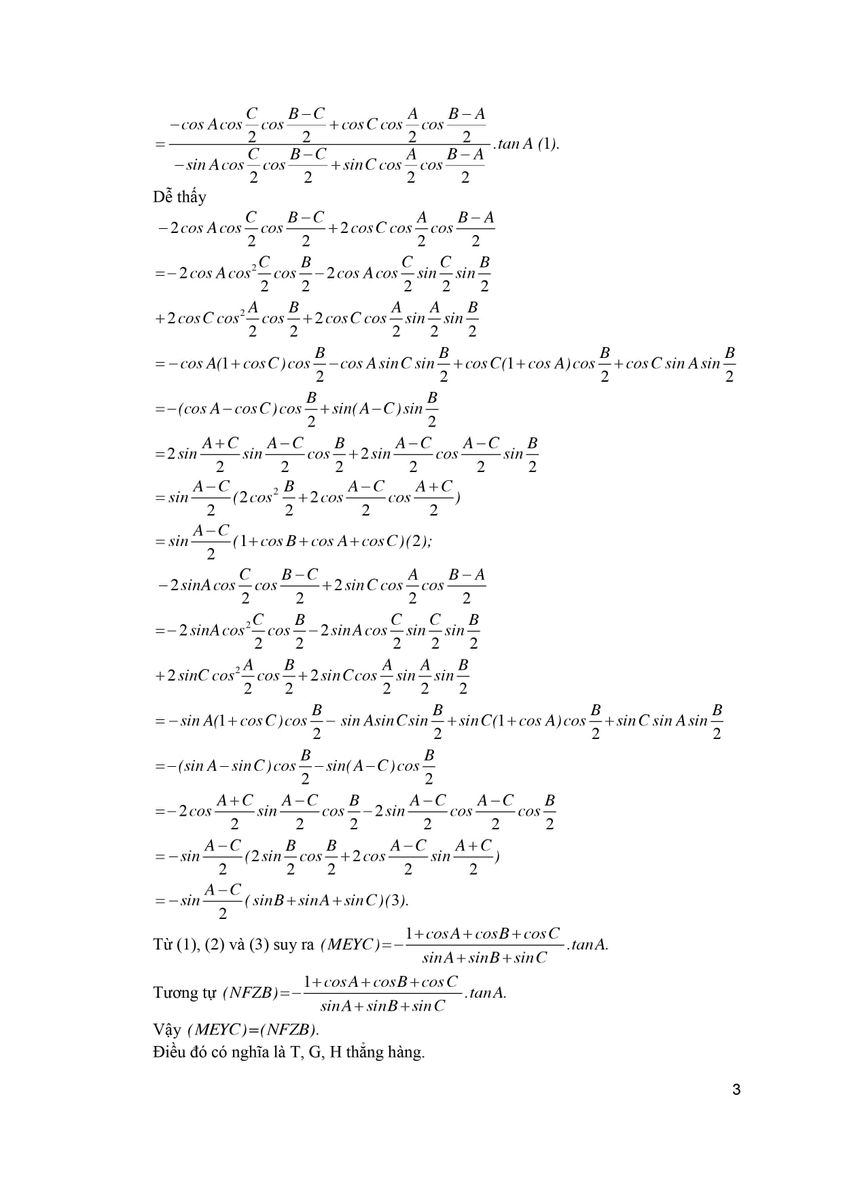 = \frac{-cos A cos \frac{C}{2} cos \frac{B-C}{2} + cos C cos \frac{A}{2} cos \frac{B-A}{2}}{-sin A cos \frac{C}{2} cos \frac{B-C}{2} + sin C cos \frac{A}{2} cos \frac{B-A}{2}} .tan A (1).
Dễ thấy
-2 cos A cos \frac{C}{2} cos \frac{B-C}{2} + 2 cos C cos \frac{A}{2} cos \frac{B-A}{2}
= -2 cos A cos² \frac{C}{2} cos \frac{B}{2} - 2 cos A cos \frac{C}{2} sin \frac{C}{2} sin \frac{B}{2}
+ 2 cos C cos² \frac{A}{2} cos \frac{B}{2} + 2 cos C cos \frac{A}{2} sin \frac{A}{2} sin \frac{B}{2}
= -cos A(1 + cos C) cos \frac{B}{2} - cos A sin C sin \frac{B}{2} + cos C(1 + cos A) cos \frac{B}{2} + cos C sin A sin \frac{B}{2}
= -(cos A - cos C) cos \frac{B}{2} + sin(A - C) sin \frac{B}{2}
= 2 sin \frac{A+C}{2} sin \frac{A-C}{2} cos \frac{B}{2} + 2 sin \frac{A-C}{2} cos \frac{A-C}{2} sin \frac{B}{2}
= sin \frac{A-C}{2} (2 cos² \frac{B}{2} + 2 cos \frac{A-C}{2} cos \frac{A+C}{2})
= sin \frac{A-C}{2} (1 + cos B + cos A + cos C)(2);
-2 sin A cos \frac{C}{2} cos \frac{B-C}{2} + 2 sin C cos \frac{A}{2} cos \frac{B-A}{2}
= -2 sin A cos² \frac{C}{2} cos \frac{B}{2} - 2 sin A cos \frac{C}{2} sin \frac{C}{2} sin \frac{B}{2}
+ 2 sin C cos² \frac{A}{2} cos \frac{B}{2} + 2 sin C cos \frac{A}{2} sin \frac{A}{2} sin \frac{B}{2}
= -sin A(1 + cos C) cos \frac{B}{2} - sin A sin C sin \frac{B}{2} + sin C(1 + cos A) cos \frac{B}{2} + sin C sin A sin \frac{B}{2}
= -(sin A - sin C) cos \frac{B}{2} - sin(A - C) cos \frac{B}{2}
= -2 cos \frac{A+C}{2} sin \frac{A-C}{2} cos \frac{B}{2} - 2 sin \frac{A-C}{2} cos \frac{A-C}{2} cos \frac{B}{2}
= -sin \frac{A-C}{2} (2 sin \frac{B}{2} cos \frac{B}{2} + 2 cos \frac{A-C}{2} sin \frac{A+C}{2})
= -sin \frac{A-C}{2} (sin B + sin A + sin C)(3).
Từ (1), (2) và (3) suy ra (MEYC) = -\frac{1 + cos A + cos B + cos C}{sin A + sin B + sin C} .tan A.
Tương tự (NFZB) = -\frac{1 + cos A + cos B + cos C}{sin A + sin B + sin C} .tan A.
Vậy (MEYC)=(NFZB).
Điều đó có nghĩa là T, G, H thẳng hàng.
3